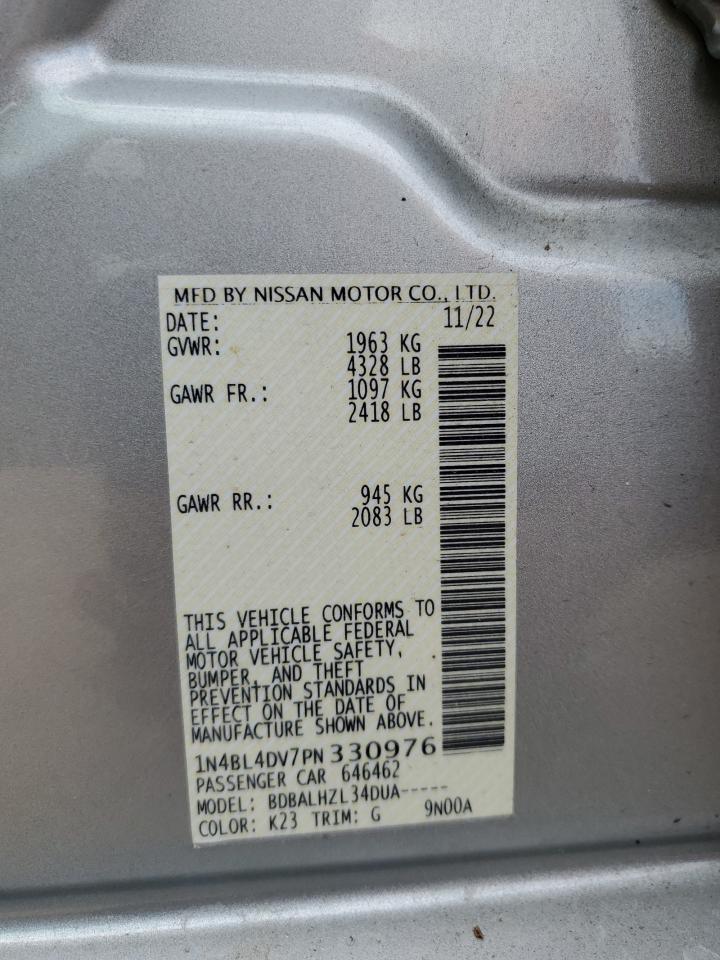 MFD BY NISSAN MOTOR CO., LTD.
DATE: 11/22
GVWR: 1963 KG
4328 LB
GAWR FR.: 1097 KG
2418 LB
GAWR RR.: 945 KG
2083 LB
THIS VEHICLE CONFORMS TO
ALL APPLICABLE FEDERAL
MOTOR VEHICLE SAFETY,
BUMPER, AND THEFT
PREVENTION STANDARDS IN
EFFECT ON THE DATE OF
MANUFACTURE SHOWN ABOVE.
1N4BL4DV7PN330976
PASSENGER CAR 646462
MODEL: BDBALHZL34DUA-----
COLOR: K23 TRIM: G 9N00A